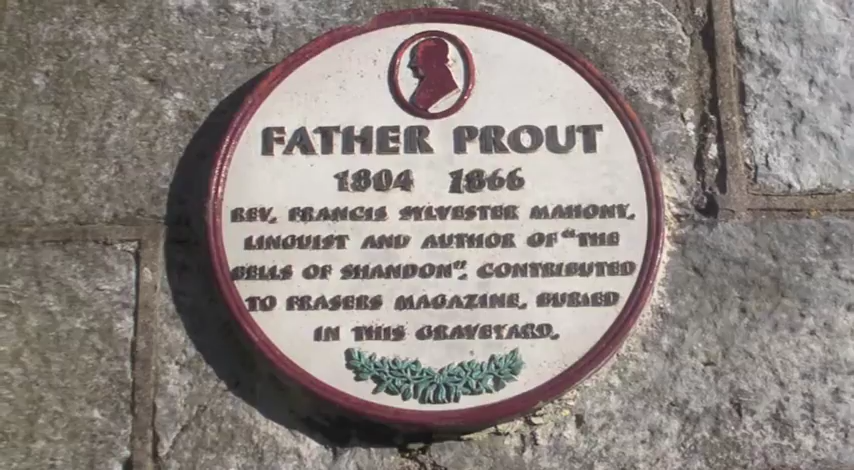 FATHER PROUT
1804 1866
REV. FRANCIS SYLVESTER MAHONY.
LINGUIST AND AUTHOR OF "THE
BELLS OF SHANDON". CONTRIBUTED
TO FRASERS MAGAZINE. BURIED
IN THIS GRAVEYARD.